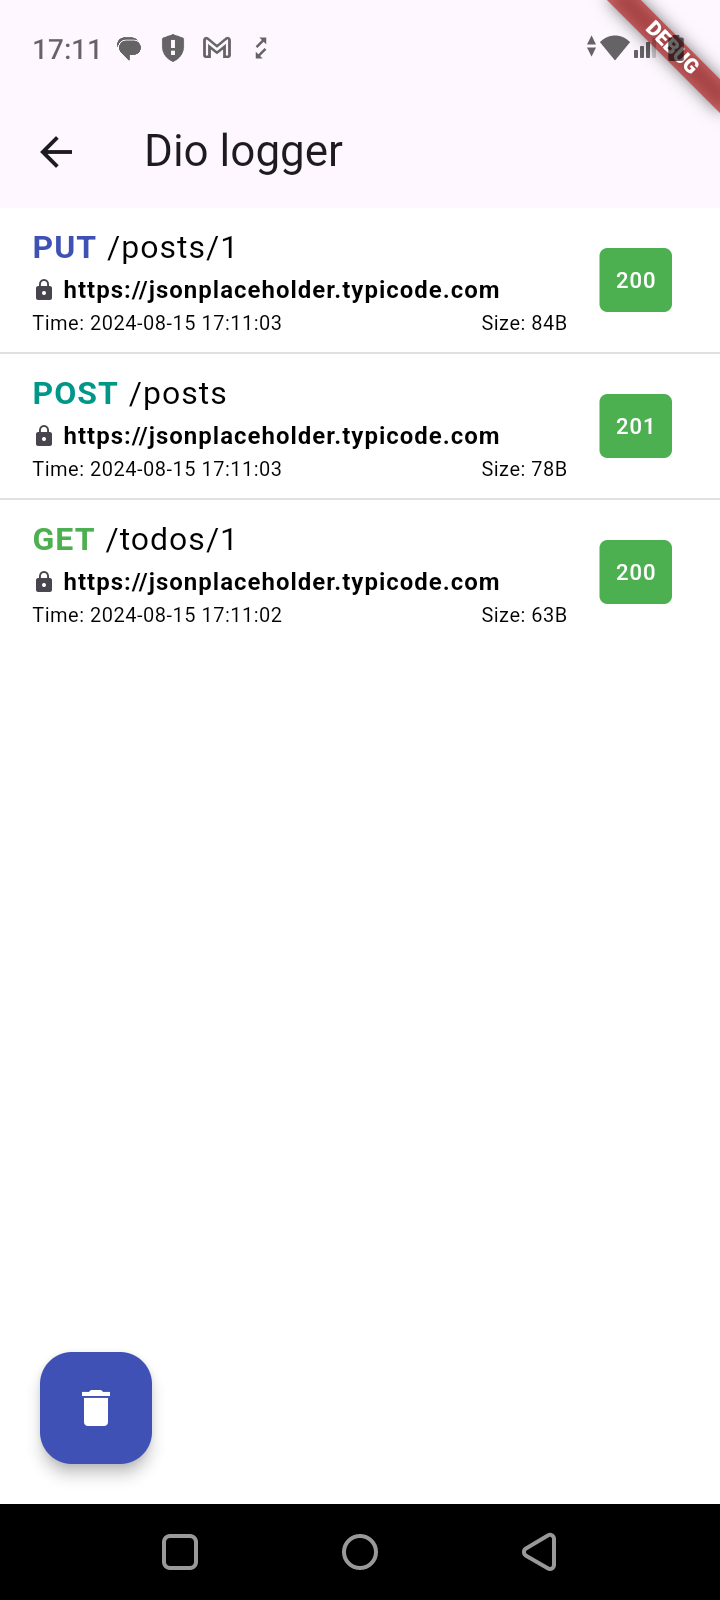 17:11
DEBUG
Dio logger
PUT /posts/1
https://jsonplaceholder.typicode.com
Time: 2024-08-15 17:11:03 Size: 84B
200
POST /posts
https://jsonplaceholder.typicode.com
Time: 2024-08-15 17:11:03 Size: 78B
201
GET /todos/1
https://jsonplaceholder.typicode.com
Time: 2024-08-15 17:11:02 Size: 63B
200